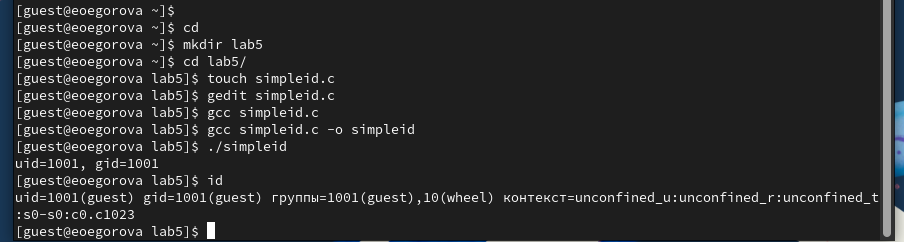 [guest@eoegorova ~]$
[guest@eoegorova ~]$ cd
[guest@eoegorova ~]$ mkdir lab5
[guest@eoegorova ~]$ cd lab5/
[guest@eoegorova lab5]$ touch simpleid.c
[guest@eoegorova lab5]$ gedit simpleid.c
[guest@eoegorova lab5]$ gcc simpleid.c
[guest@eoegorova lab5]$ gcc simpleid.c -o simpleid
[guest@eoegorova lab5]$ ./simpleid
uid=1001, gid=1001
[guest@eoegorova lab5]$ id
uid=1001(guest) gid=1001(guest) группы=1001(guest),10(wheel) контекст=unconfined_u:unconfined_r:unconfined_t
:s0-s0:c0.c1023
[guest@eoegorova lab5]$